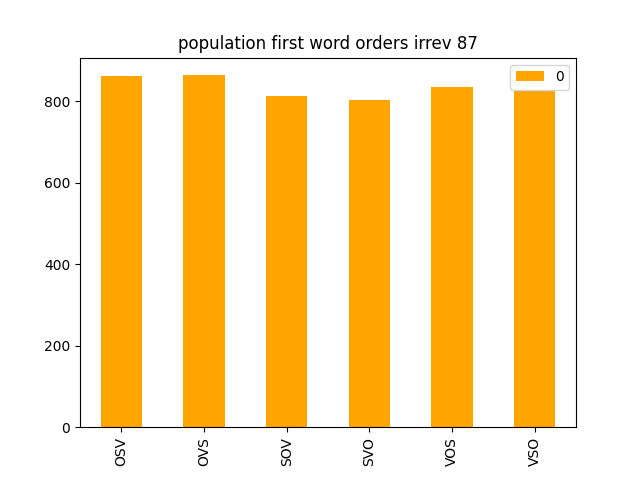 population first word orders irrev 87
0
800
600
400
200
0
OSV
OVS
SOV
SVO
VOS
VSO